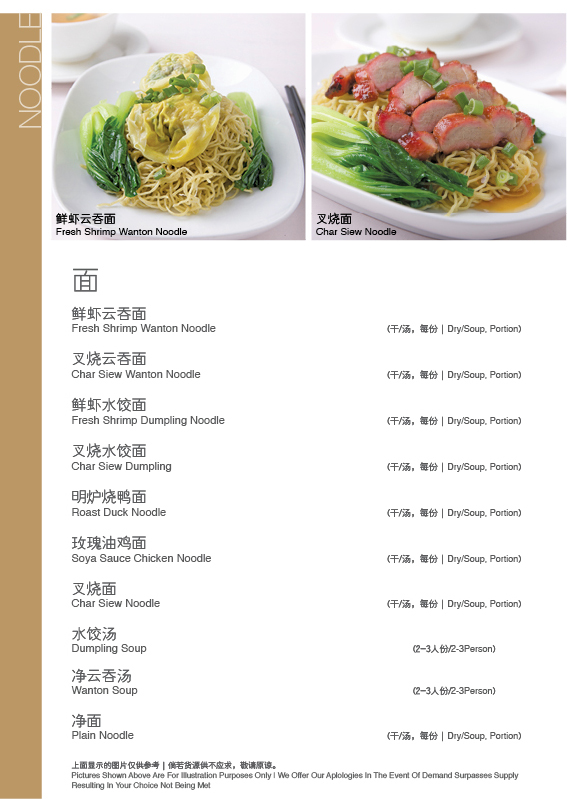 NOODLE
鲜虾云吞面
Fresh Shrimp Wanton Noodle
叉烧面
Char Siew Noodle
面
鲜虾云吞面
Fresh Shrimp Wanton Noodle
(干/汤，每份 | Dry/Soup, Portion)
叉烧云吞面
Char Siew Wanton Noodle
(干/汤，每份 | Dry/Soup, Portion)
鲜虾水饺面
Fresh Shrimp Dumpling Noodle
(干/汤，每份 | Dry/Soup, Portion)
叉烧水饺面
Char Siew Dumpling
(干/汤，每份 | Dry/Soup, Portion)
明炉烧鸭面
Roast Duck Noodle
(干/汤，每份 | Dry/Soup, Portion)
玫瑰油鸡面
Soya Sauce Chicken Noodle
(干/汤，每份 | Dry/Soup, Portion)
叉烧面
Char Siew Noodle
(干/汤，每份 | Dry/Soup, Portion)
水饺汤
Dumpling Soup
(2-3人份/2-3Person)
净云吞汤
Wanton Soup
(2-3人份/2-3Person)
净面
Plain Noodle
(干/汤，每份 | Dry/Soup, Portion)
上面显示的图片仅供参考 | 倘若货源供不应求，敬请原谅。
Pictures Shown Above Are For Illustration Purposes Only | We Offer Our Aplologies In The Event Of Demand Surpasses Supply
Resulting In Your Choice Not Being Met